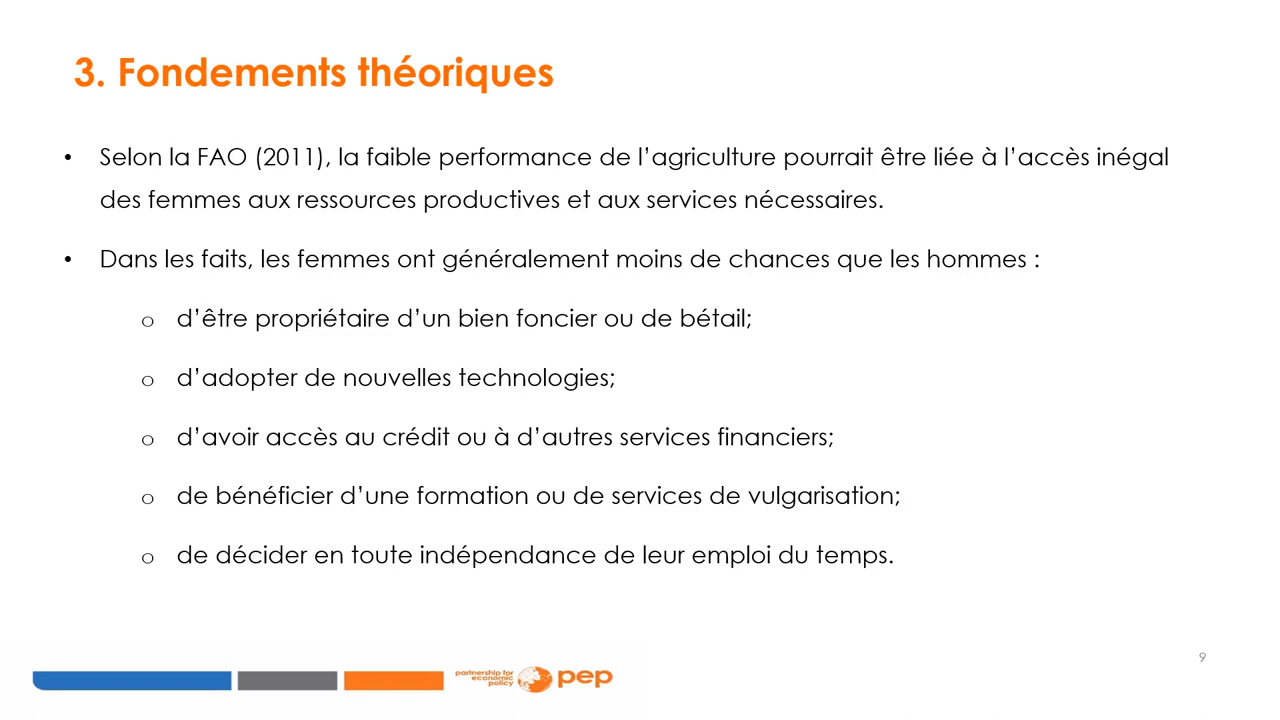 3. Fondements théoriques
• Selon la FAO (2011), la faible performance de l’agriculture pourrait être liée à l’accès inégal
des femmes aux ressources productives et aux services nécessaires.
• Dans les faits, les femmes ont généralement moins de chances que les hommes :
o d’être propriétaire d’un bien foncier ou de bétail;
o d’adopter de nouvelles technologies;
o d’avoir accès au crédit ou à d’autres services financiers;
o de bénéficier d’une formation ou de services de vulgarisation;
o de décider en toute indépendance de leur emploi du temps.
partnership for
economic
policy
pep
9